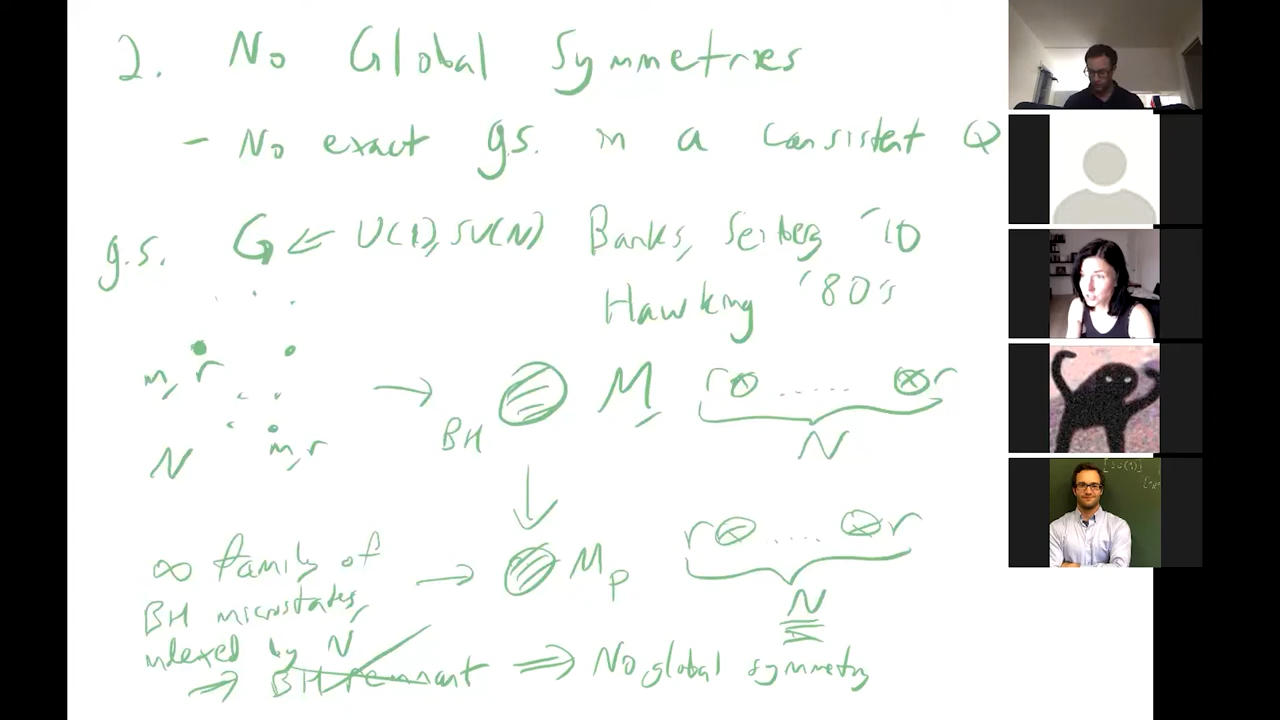 2. No Global Symmetries
- No exact g.s. in a consistent Q
g.s. G ⇐ U(1), SU(N) Banks, Seiberg '10
Hawking '80's
m, r → BH M r ⊗ ..... ⊗ r
N m, r N
∞ family of → M_p r ⊗ .... ⊗ r
BH microstates, N
indexed by N
⇒ BH remnant ⇒ No global symmetry